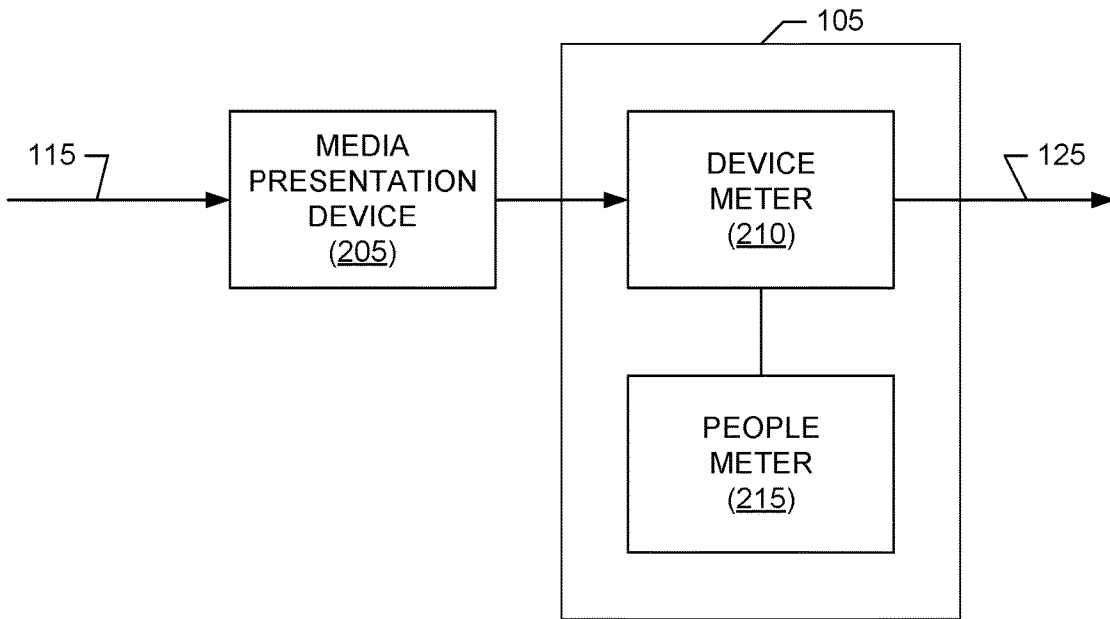 105
115
MEDIA
PRESENTATION
DEVICE
(205)
DEVICE
METER
(210)
125
PEOPLE
METER
(215)